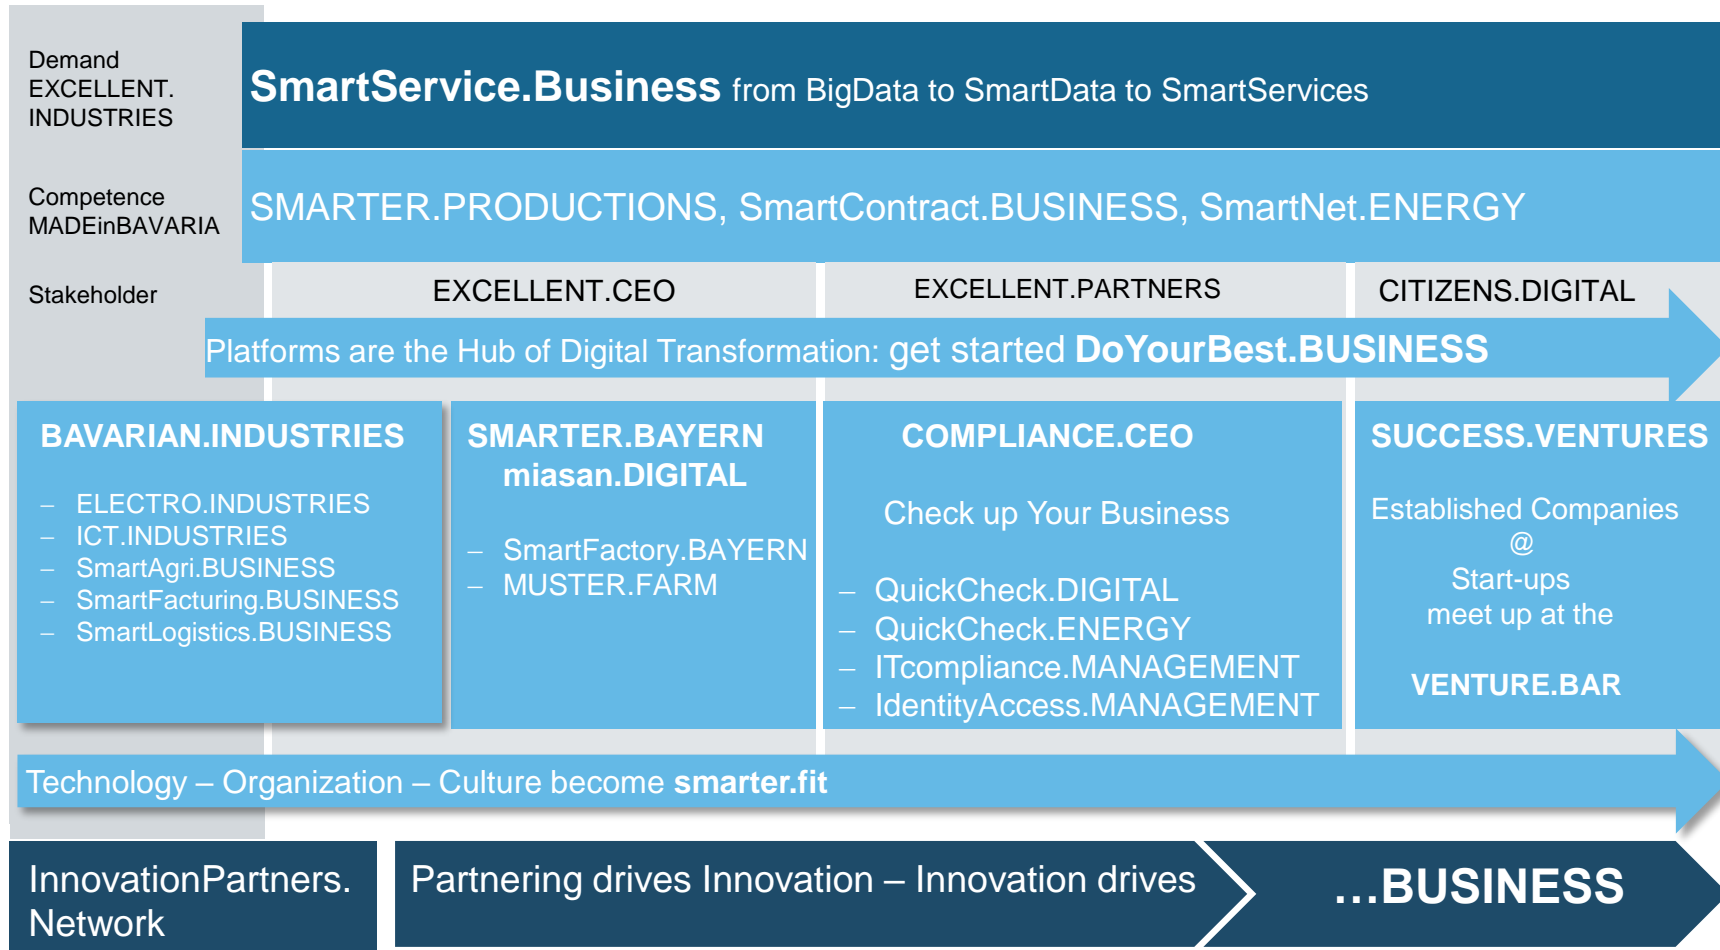 Demand
EXCELLENT.
INDUSTRIES
SmartService.Business from BigData to SmartData to SmartServices
Competence
MADEinBAVARIA
SMARTER.PRODUCTIONS, SmartContract.BUSINESS, SmartNet.ENERGY
Stakeholder
EXCELLENT.CEO
EXCELLENT.PARTNERS
CITIZENS.DIGITAL
Platforms are the Hub of Digital Transformation: get started DoYourBest.BUSINESS
BAVARIAN.INDUSTRIES
– ELECTRO.INDUSTRIES
– ICT.INDUSTRIES
– SmartAgri.BUSINESS
– SmartFacturing.BUSINESS
– SmartLogistics.BUSINESS
SMARTER.BAYERN
miasan.DIGITAL
– SmartFactory.BAYERN
– MUSTER.FARM
COMPLIANCE.CEO
Check up Your Business
– QuickCheck.DIGITAL
– QuickCheck.ENERGY
– ITcompliance.MANAGEMENT
– IdentityAccess.MANAGEMENT
SUCCESS.VENTURES
Established Companies
@
Start-ups
meet up at the
VENTURE.BAR
Technology – Organization – Culture become smarter.fit
InnovationPartners.
Network
Partnering drives Innovation – Innovation drives
...BUSINESS